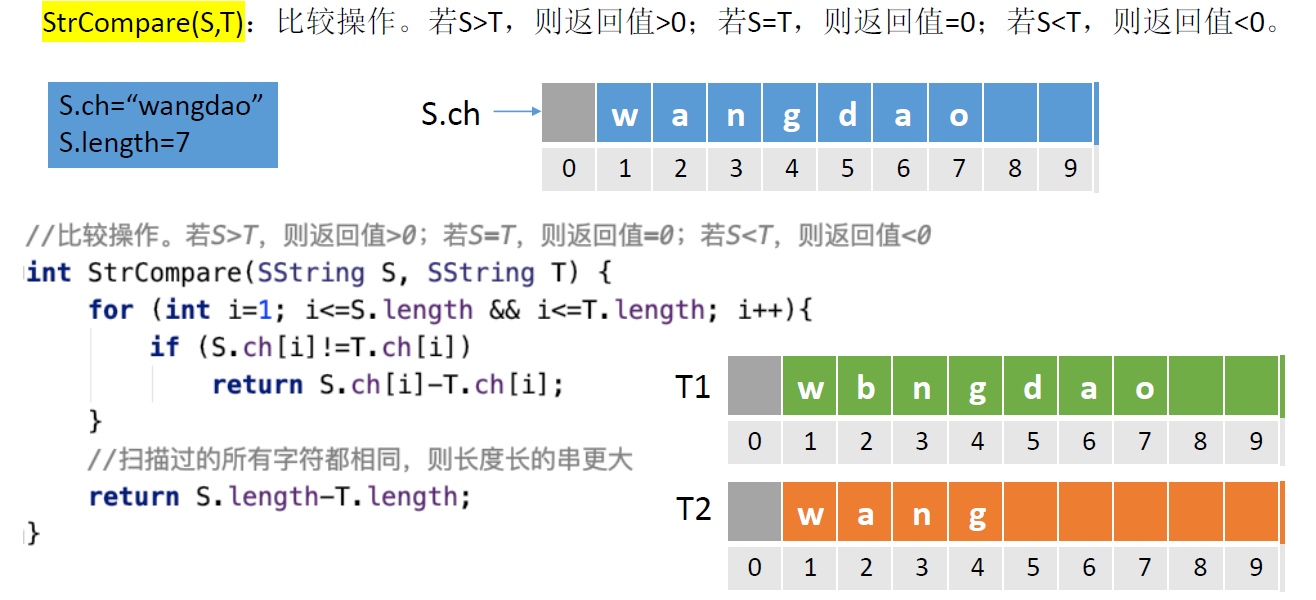 StrCompare(S,T)：比较操作。若S>T，则返回值>0；若S=T，则返回值=0；若S<T，则返回值<0。
S.ch=“wangdao”
S.length=7
S.ch
w a n g d a o
0 1 2 3 4 5 6 7 8 9
//比较操作。若S>T，则返回值>0；若S=T，则返回值=0；若S<T，则返回值<0
int StrCompare(SString S, SString T) {
for (int i=1; i<=S.length && i<=T.length; i++){
if (S.ch[i]!=T.ch[i])
return S.ch[i]-T.ch[i];
}
//扫描过的所有字符都相同，则长度长的串更大
return S.length-T.length;
}
T1
w b n g d a o
0 1 2 3 4 5 6 7 8 9
T2
w a n g
0 1 2 3 4 5 6 7 8 9